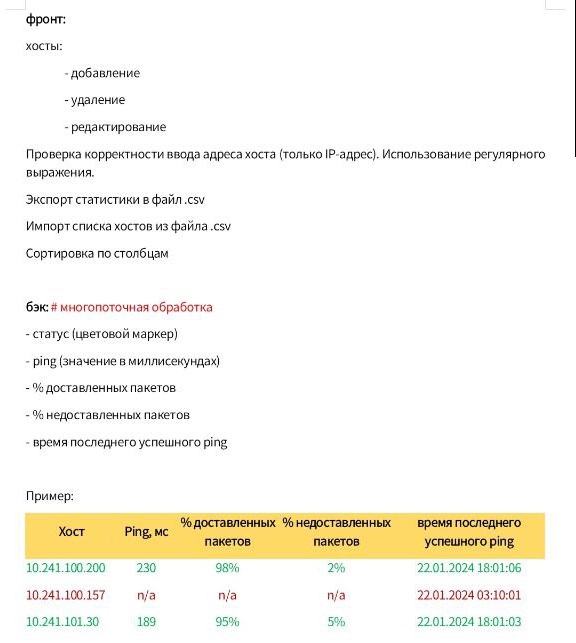 фронт:
хосты:
- добавление
- удаление
- редактирование
Проверка корректности ввода адреса хоста (только IP-адрес). Использование регулярного
выражения.
Экспорт статистики в файл .csv
Импорт списка хостов из файла .csv
Сортировка по столбцам
бэк: # многопоточная обработка
- статус (цветовой маркер)
- ping (значение в миллисекундах)
- % доставленных пакетов
- % недоставленных пакетов
- время последнего успешного ping
Пример:
Хост Ping, мс % доставленных пакетов % недоставленных пакетов время последнего успешного ping
10.241.100.200 230 98% 2% 22.01.2024 18:01:06
10.241.100.157 n/a n/a n/a 22.01.2024 03:10:01
10.241.101.30 189 95% 5% 22.01.2024 18:01:03